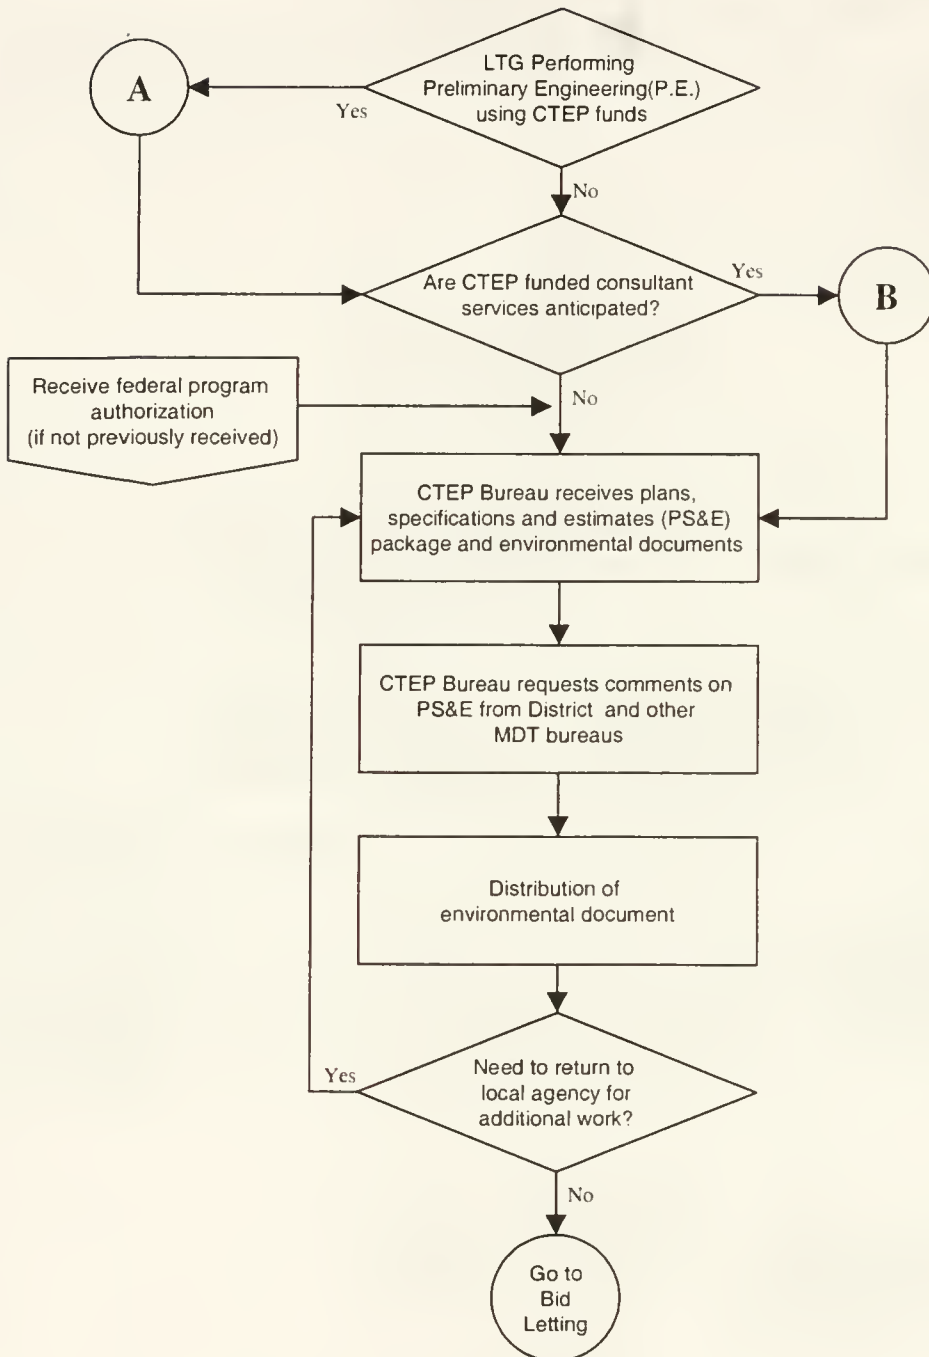 LTG Performing
Preliminary Engineering(P.E.)
using CTEP funds
A
Yes
No
Are CTEP funded consultant
services anticipated?
Yes
B
Receive federal program
authorization
(if not previously received)
No
CTEP Bureau receives plans,
specifications and estimates (PS&E)
package and environmental documents
CTEP Bureau requests comments on
PS&E from District and other
MDT bureaus
Distribution of
environmental document
Need to return to
local agency for
additional work?
Yes
No
Go to
Bid
Letting